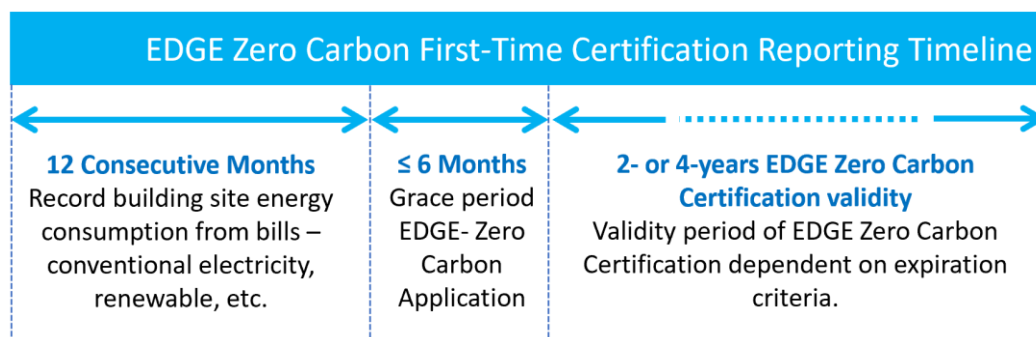 EDGE Zero Carbon First-Time Certification Reporting Timeline
12 Consecutive Months
Record building site energy
consumption from bills –
conventional electricity,
renewable, etc.
≤ 6 Months
Grace period
EDGE- Zero
Carbon
Application
2- or 4-years EDGE Zero Carbon
Certification validity
Validity period of EDGE Zero Carbon
Certification dependent on expiration
criteria.